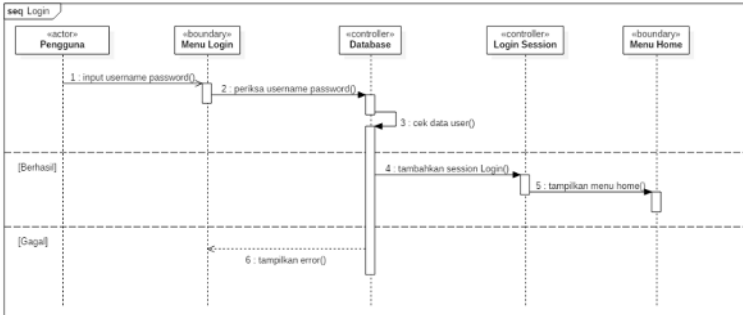 seq Login
«actor»
Pengguna
«boundary»
Menu Login
«controller»
Database
«controller»
Login Session
«boundary»
Menu Home
1 : input username password()
2 : periksa username password()
3 : cek data user()
[Berhasil]
4 : tambahkan session Login()
5 : tampilkan menu home()
[Gagal]
6 : tampilkan error()